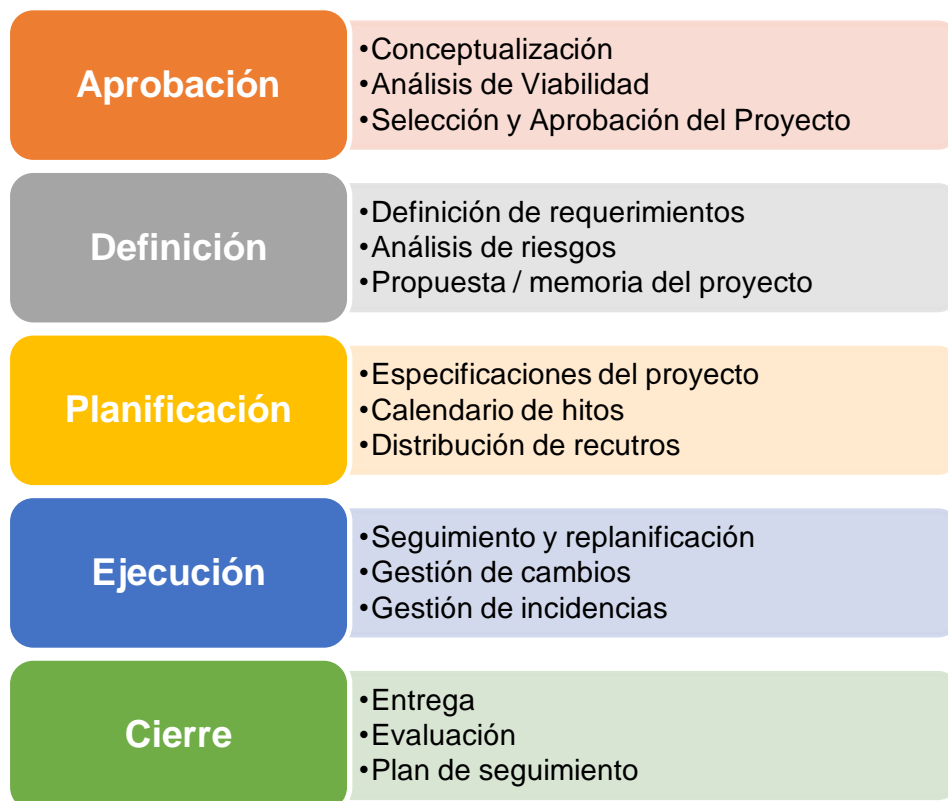 Aprobación
•Conceptualización
•Análisis de Viabilidad
•Selección y Aprobación del Proyecto
Definición
•Definición de requerimientos
•Análisis de riesgos
•Propuesta / memoria del proyecto
Planificación
•Especificaciones del proyecto
•Calendario de hitos
•Distribución de recutros
Ejecución
•Seguimiento y replanificación
•Gestión de cambios
•Gestión de incidencias
Cierre
•Entrega
•Evaluación
•Plan de seguimiento